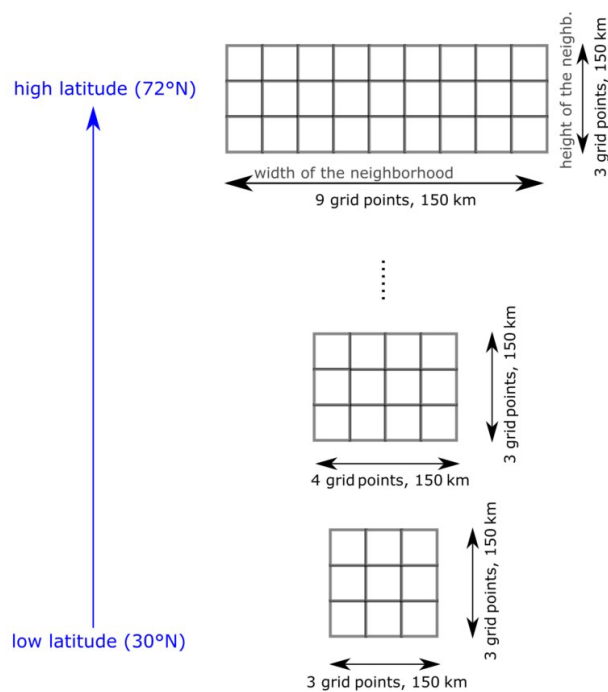 high latitude (72°N)
height of the neighb.
3 grid points, 150 km
width of the neighborhood
9 grid points, 150 km
3 grid points, 150 km
4 grid points, 150 km
3 grid points, 150 km
low latitude (30°N)
3 grid points, 150 km